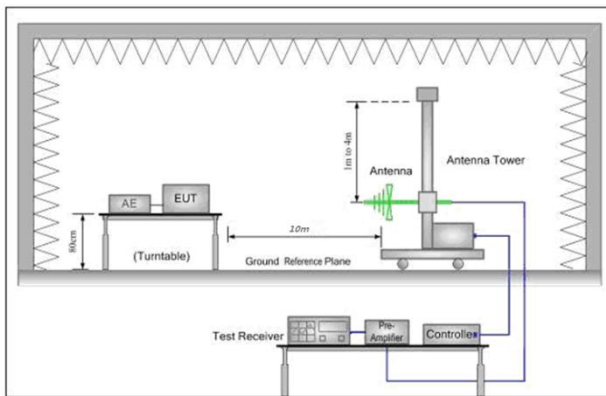 1m to 4m
Antenna
Antenna Tower
AE
EUT
80cm
(Turntable)
10m
Ground Reference Plane
Test Receiver
Pre-
Amplifier
Controller